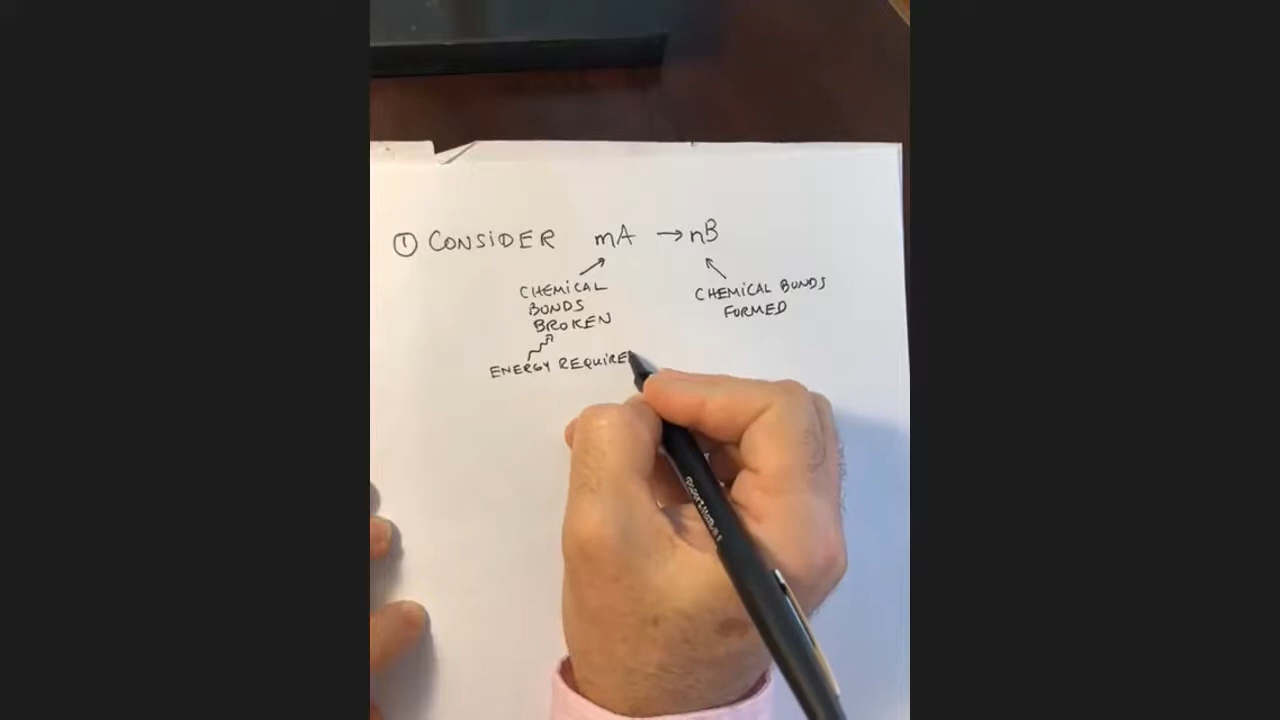 ① CONSIDER mA → nB
CHEMICAL
BONDS
BROKEN
CHEMICAL BONDS
FORMED
ENERGY REQUIRE